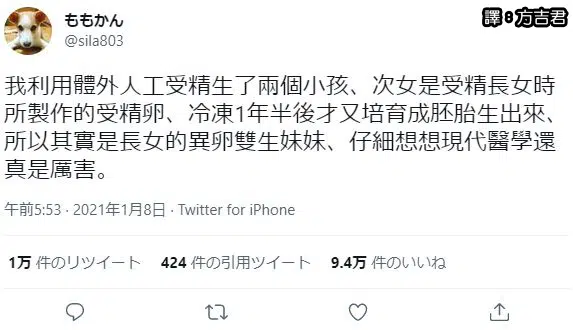 譯8方吉君
ももかん
@sila803
我利用體外人工受精生了兩個小孩、次女是受精長女時
所製作的受精卵、冷凍1年半後才又培育成胚胎生出來、
所以其實是長女的異卵雙生妹妹、仔細想想現代醫學還
真是厲害。
午前5:53 · 2021年1月8日 · Twitter for iPhone
1万 件のリツイート 424 件の引用ツイート 9.4万 件のいいね